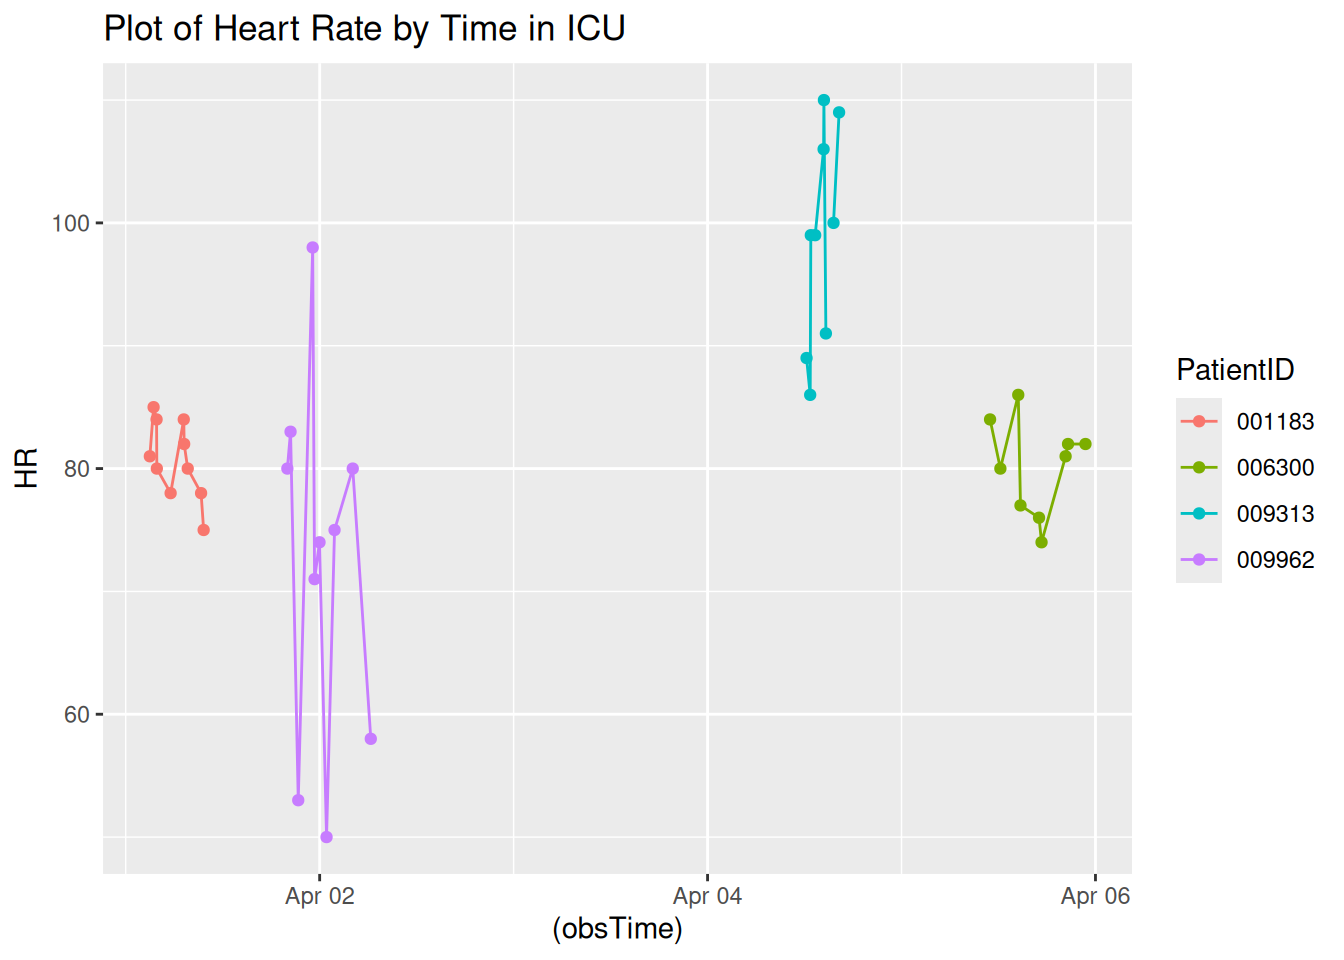 Plot of Heart Rate by Time in ICU
HR
100
80
60
Apr 02
Apr 04
Apr 06
(obsTime)
PatientID
001183
006300
009313
009962